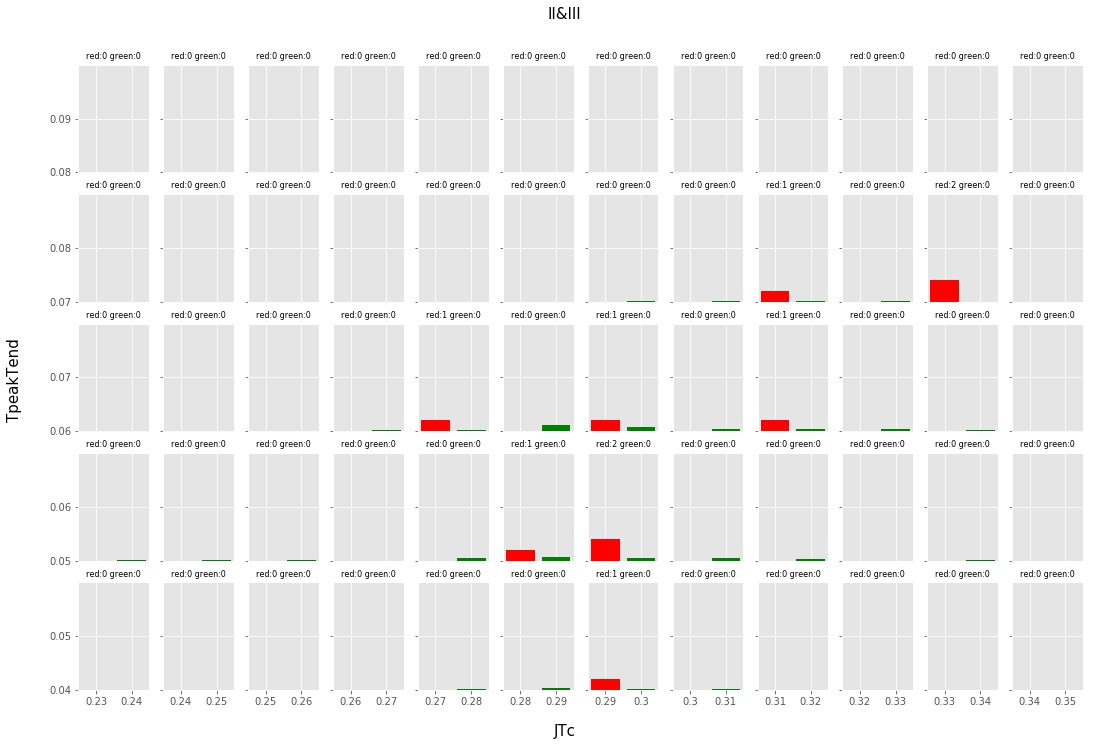 II&III
red:0 green:0 red:0 green:0 red:0 green:0 red:0 green:0 red:0 green:0 red:0 green:0 red:0 green:0 red:0 green:0 red:0 green:0 red:0 green:0 red:0 green:0 red:0 green:0
0.09
0.08
red:0 green:0 red:0 green:0 red:0 green:0 red:0 green:0 red:0 green:0 red:0 green:0 red:0 green:0 red:0 green:0 red:1 green:0 red:0 green:0 red:2 green:0 red:0 green:0
0.08
0.07
red:0 green:0 red:0 green:0 red:0 green:0 red:0 green:0 red:1 green:0 red:0 green:0 red:1 green:0 red:0 green:0 red:1 green:0 red:0 green:0 red:0 green:0 red:0 green:0
0.07
0.06
TpeakTend
red:0 green:0 red:0 green:0 red:0 green:0 red:0 green:0 red:0 green:0 red:1 green:0 red:2 green:0 red:0 green:0 red:0 green:0 red:0 green:0 red:0 green:0 red:0 green:0
0.06
0.05
red:0 green:0 red:0 green:0 red:0 green:0 red:0 green:0 red:0 green:0 red:0 green:0 red:1 green:0 red:0 green:0 red:0 green:0 red:0 green:0 red:0 green:0 red:0 green:0
0.05
0.04
0.23 0.24 0.24 0.25 0.25 0.26 0.26 0.27 0.27 0.28 0.28 0.29 0.29 0.3 0.3 0.31 0.31 0.32 0.32 0.33 0.33 0.34 0.34 0.35
JTc